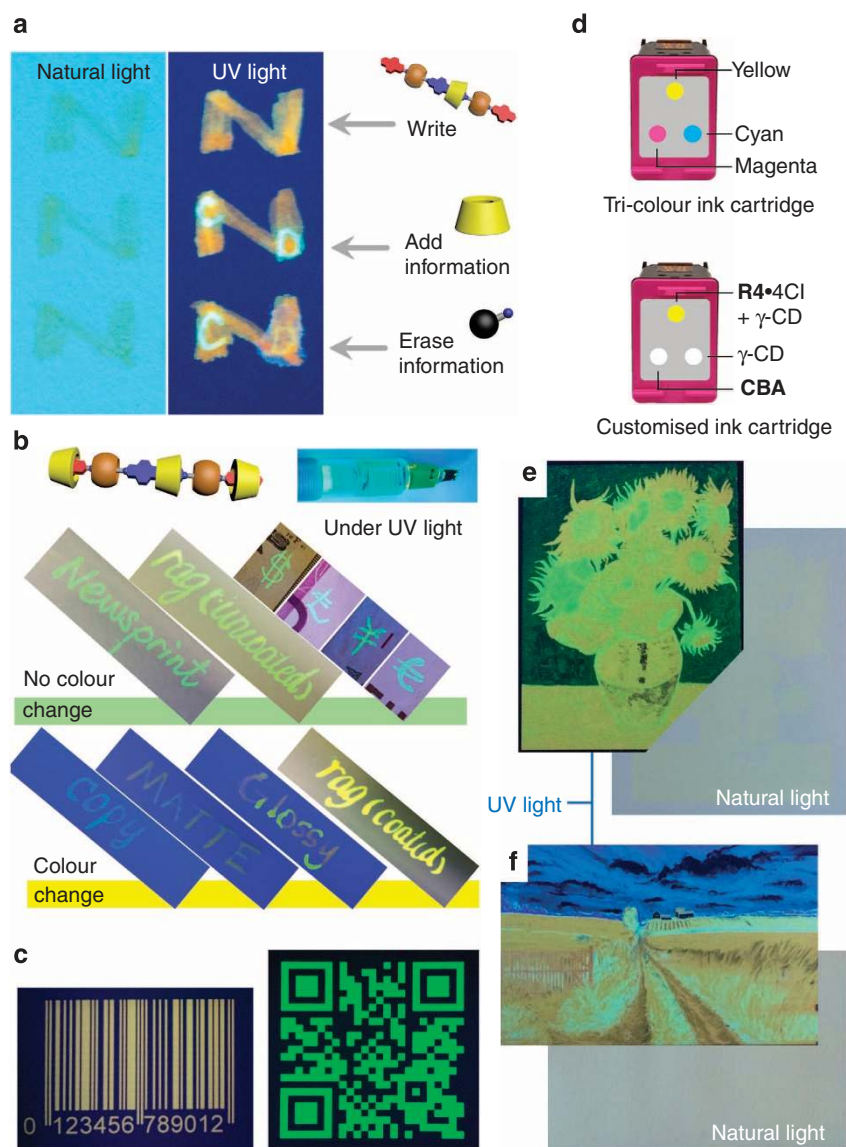 a
Natural light
UV light
Write
Add
information
Erase
information
b
Under UV light
Newsprint
rag (uncoated)
$
£
¥
€
No colour
change
copy
MATTE
Glossy
rag (coated)
Colour
change
c
0 123456 789012
d
Yellow
Cyan
Magenta
Tri-colour ink cartridge
R4•4Cl
+ γ-CD
γ-CD
CBA
Customised ink cartridge
e
Natural light
UV light
f
Natural light